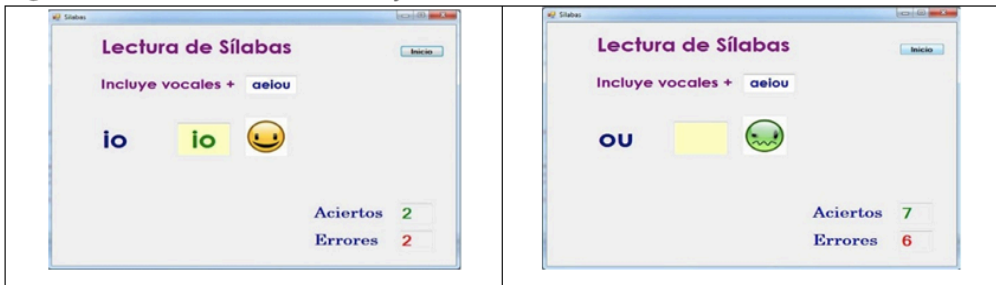 Sílabas
Lectura de Sílabas
Inicio
Incluye vocales + aeiou
io io
Aciertos 2
Errores 2
Sílabas
Lectura de Sílabas
Inicio
Incluye vocales + aeiou
ou
Aciertos 7
Errores 6